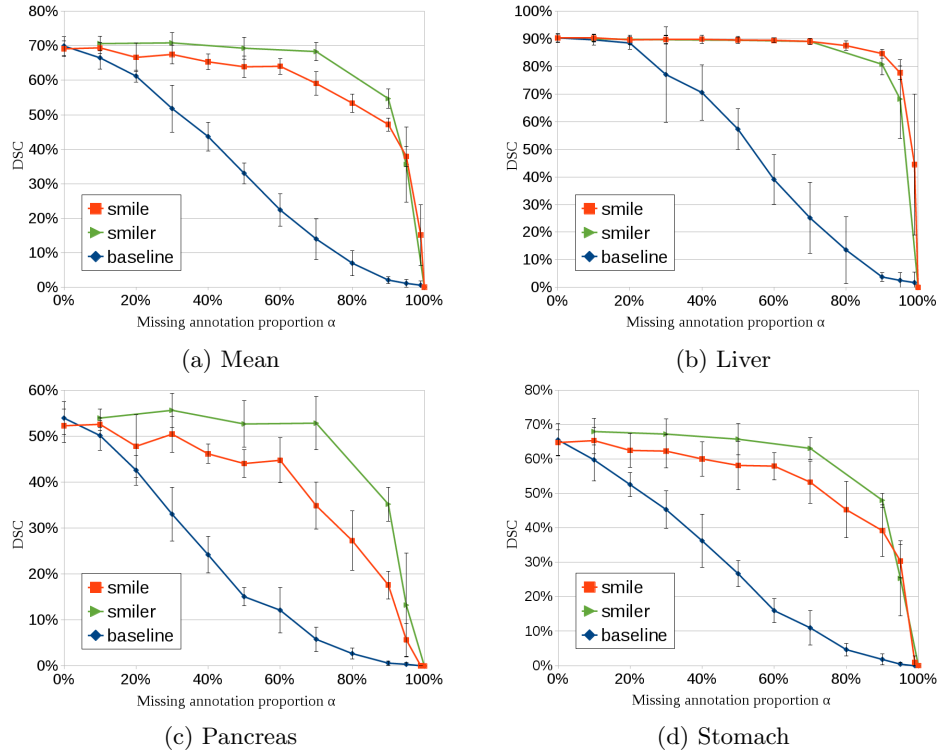 80%
70%
60%
50%
40%
30%
20%
10%
0%
DSC
smile
smiler
baseline
0% 20% 40% 60% 80% 100%
Missing annotation proportion α
(a) Mean
100%
90%
80%
70%
60%
50%
40%
30%
20%
10%
0%
DSC
smile
smiler
baseline
0% 20% 40% 60% 80% 100%
Missing annotation proportion α
(b) Liver
60%
50%
40%
30%
20%
10%
0%
DSC
smile
smiler
baseline
0% 20% 40% 60% 80% 100%
Missing annotation proportion α
(c) Pancreas
80%
70%
60%
50%
40%
30%
20%
10%
0%
DSC
smile
smiler
baseline
0% 20% 40% 60% 80% 100%
Missing annotation proportion α
(d) Stomach